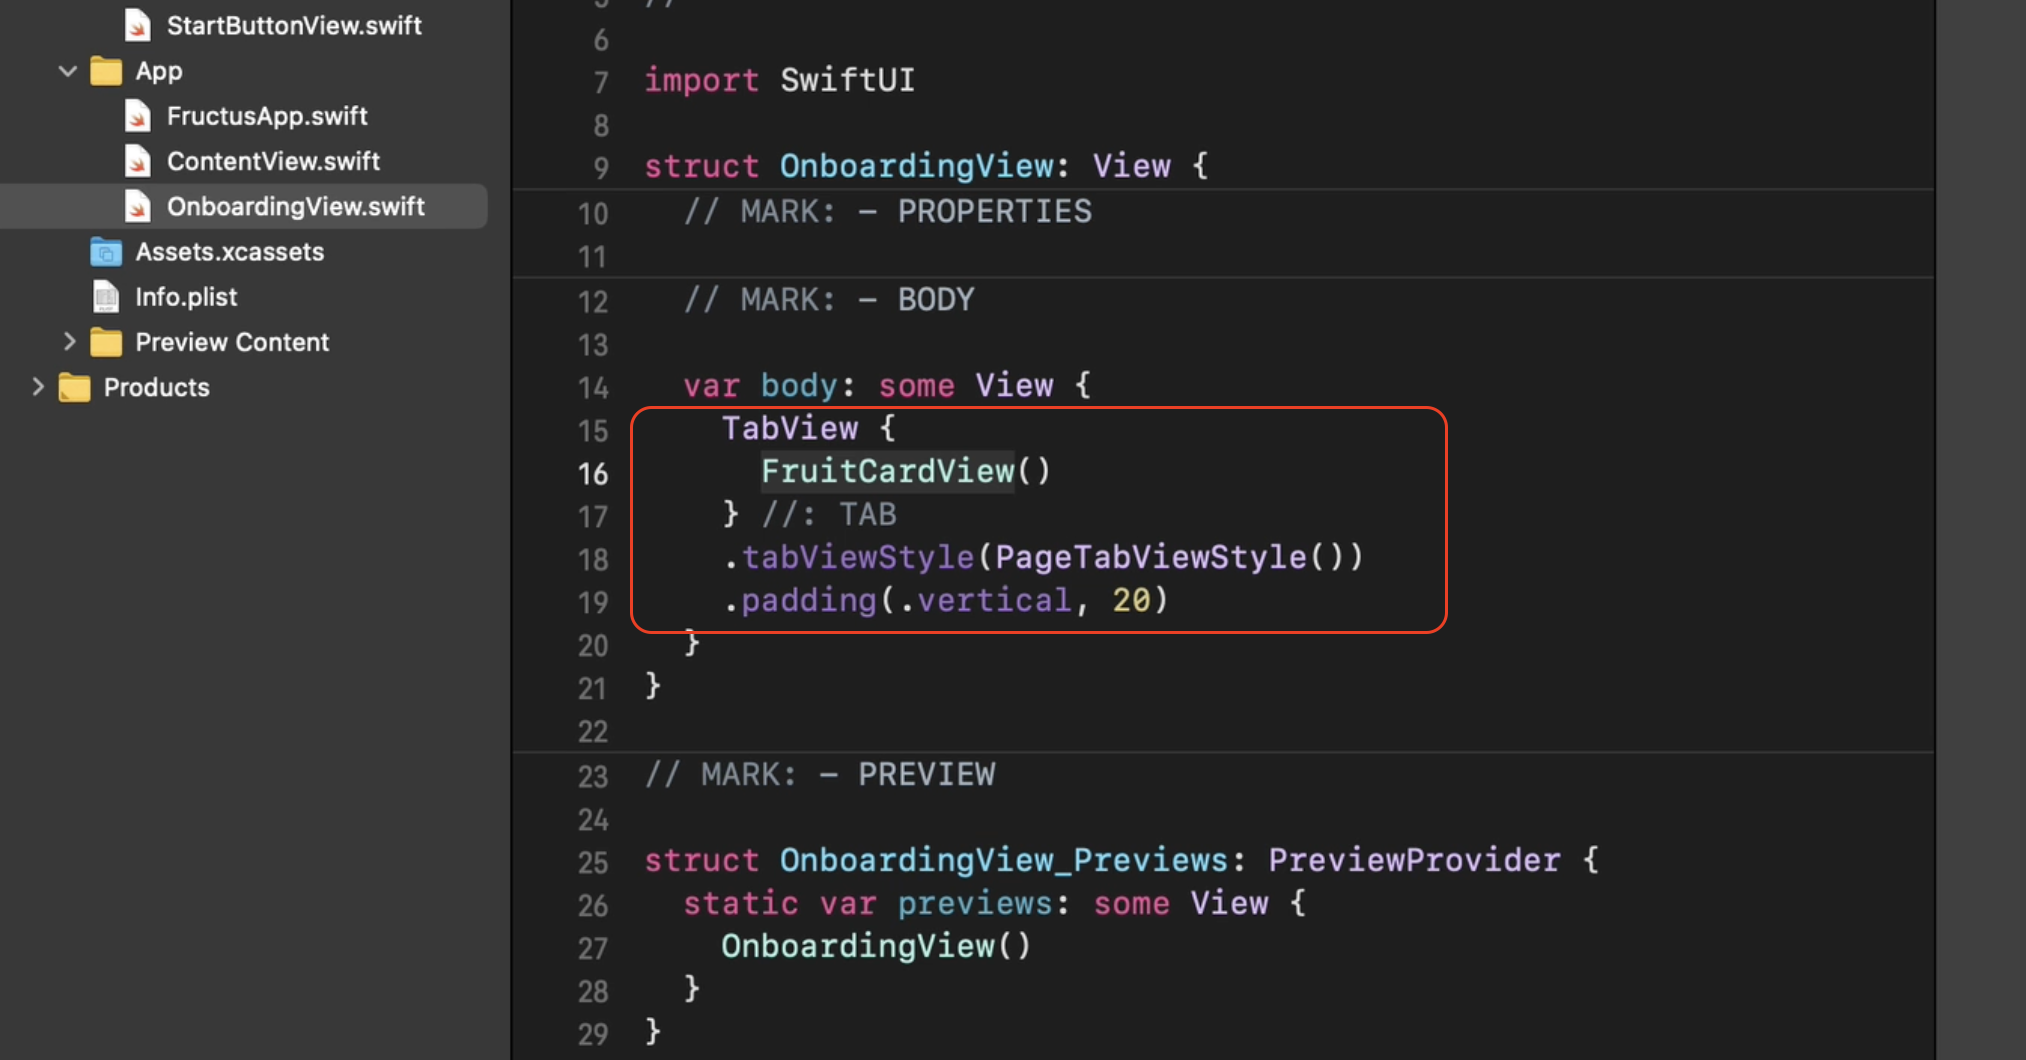 StartButtonView.swift
App
FructusApp.swift
ContentView.swift
OnboardingView.swift
Assets.xcassets
Info.plist
Preview Content
Products
5 //
6
7 import SwiftUI
8
9 struct OnboardingView: View {
10 // MARK: - PROPERTIES
11
12 // MARK: - BODY
13
14 var body: some View {
15 TabView {
16 FruitCardView()
17 } //: TAB
18 .tabViewStyle(PageTabViewStyle())
19 .padding(.vertical, 20)
20 }
21 }
22
23 // MARK: - PREVIEW
24
25 struct OnboardingView_Previews: PreviewProvider {
26 static var previews: some View {
27 OnboardingView()
28 }
29 }